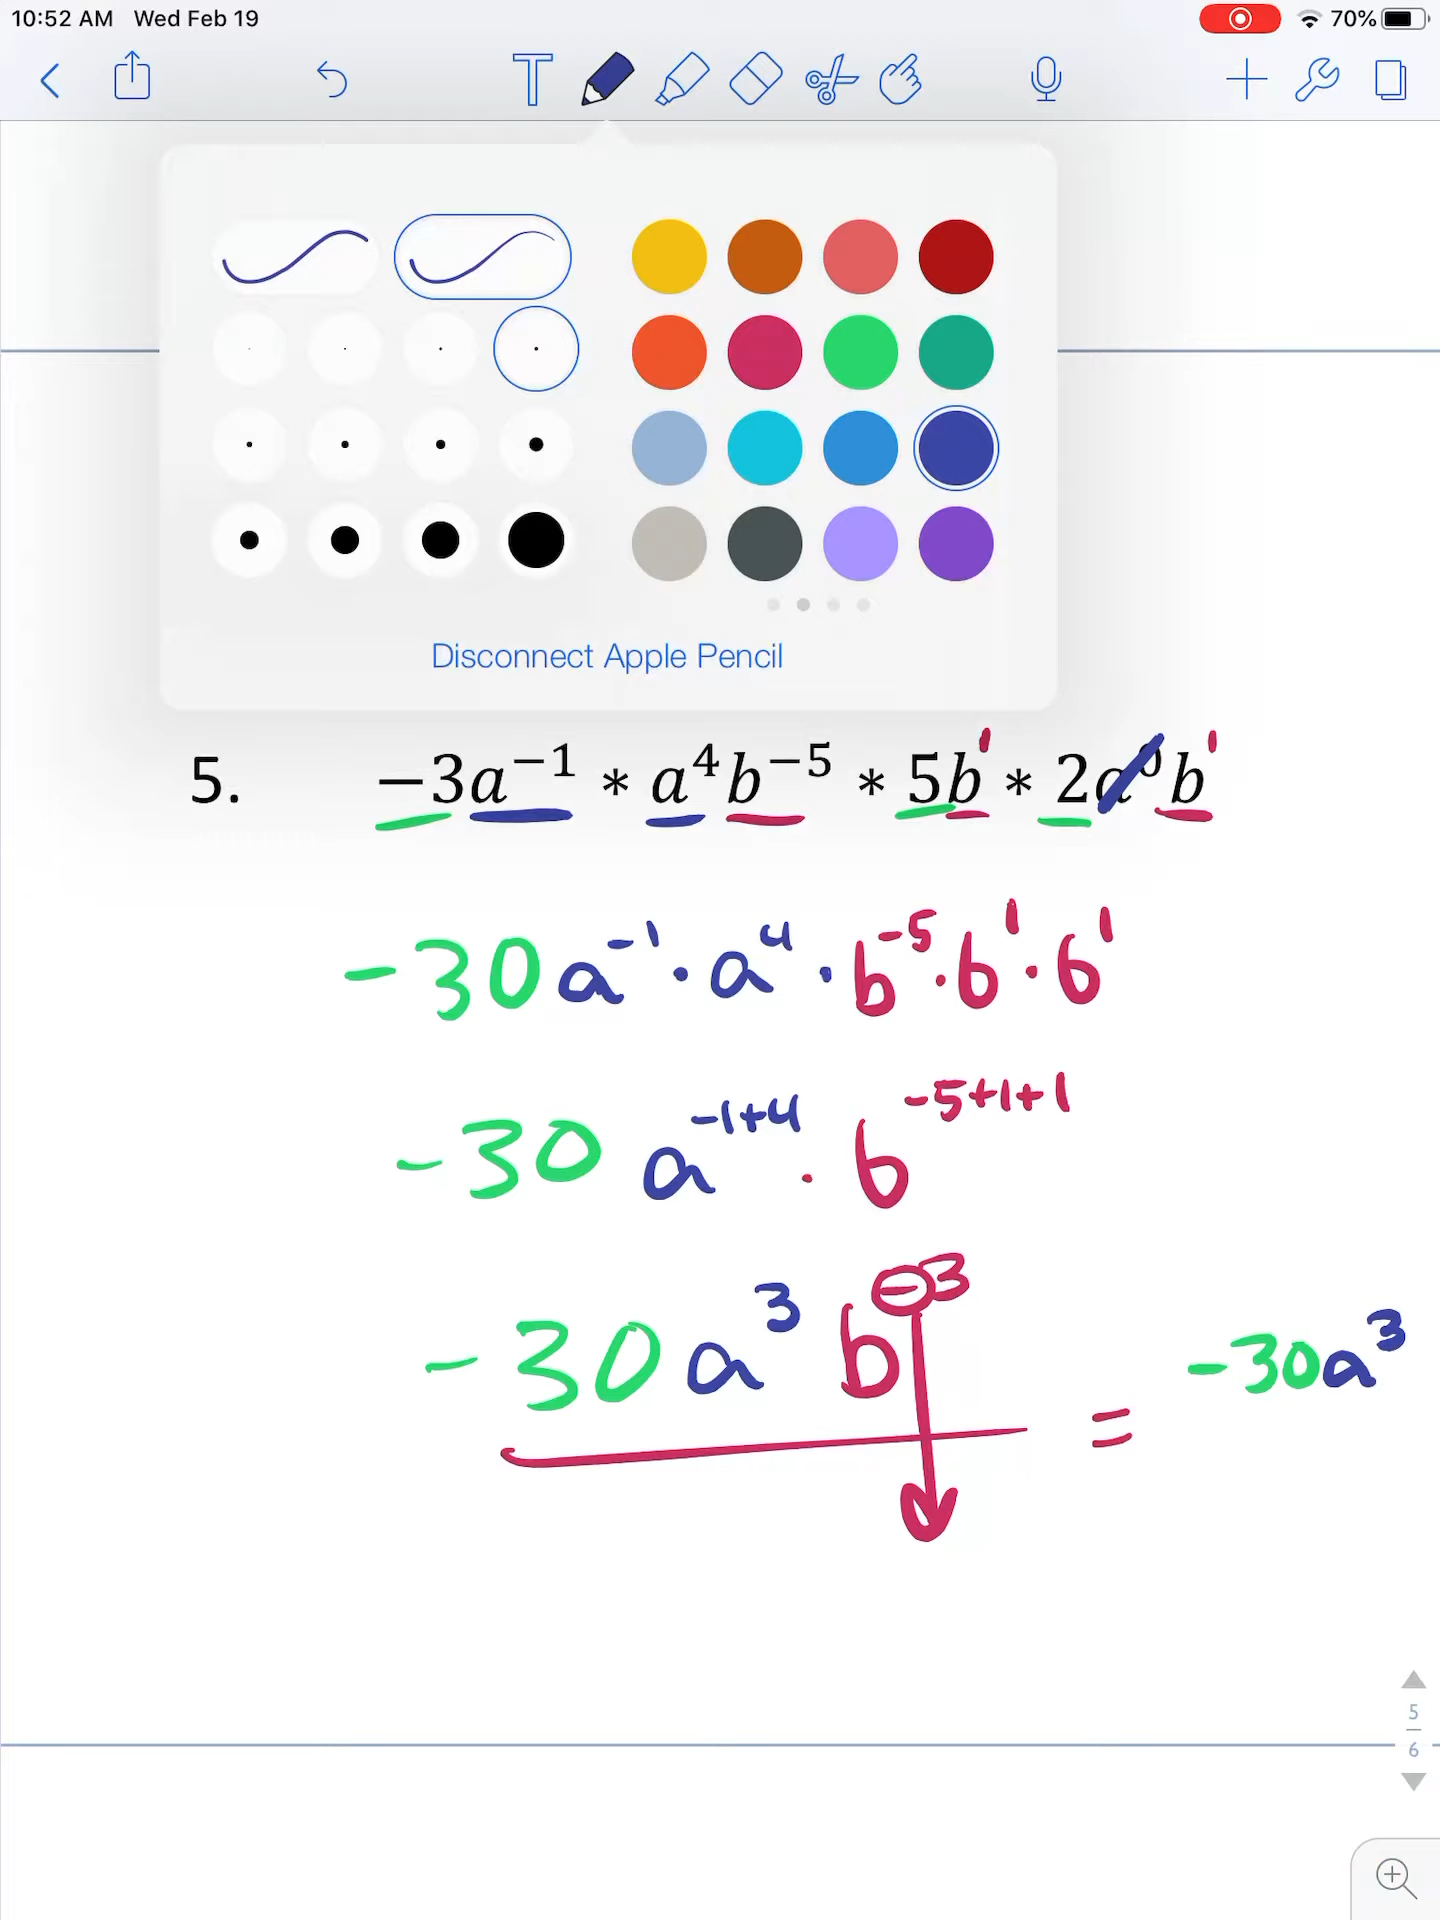 10:52 AM Wed Feb 19
70%
T
Disconnect Apple Pencil
5. −3a⁻¹ * a⁴b⁻⁵ * 5b¹ * 2a⁰b¹
-30a⁻¹·a⁴·b⁻⁵·b¹·b¹
-30 a⁻¹⁺⁴ · b⁻⁵⁺¹⁺¹
-30a³b⁻³ = -30a³
5
6